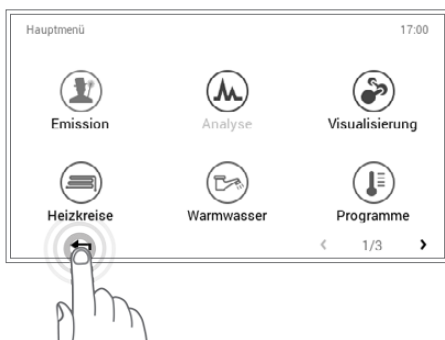 Hauptmenü 17:00
Emission Analyse Visualisierung
Heizkreise Warmwasser Programme
1/3